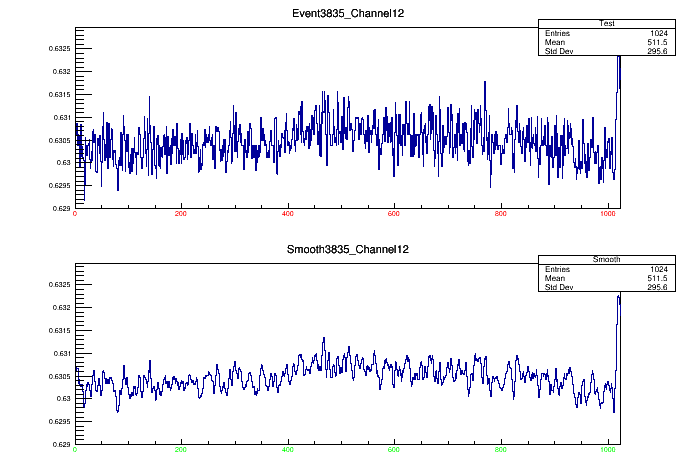 Event3835_Channel12
Test
Entries 1024
Mean 511.5
Std Dev 295.6
0.6325
0.632
0.6315
0.631
0.6305
0.63
0.6295
0.629
0 200 400 600 800 1000
Smooth3835_Channel12
Smooth
Entries 1024
Mean 511.5
Std Dev 295.6
0.6325
0.632
0.6315
0.631
0.6305
0.63
0.6295
0.629
0 200 400 600 800 1000